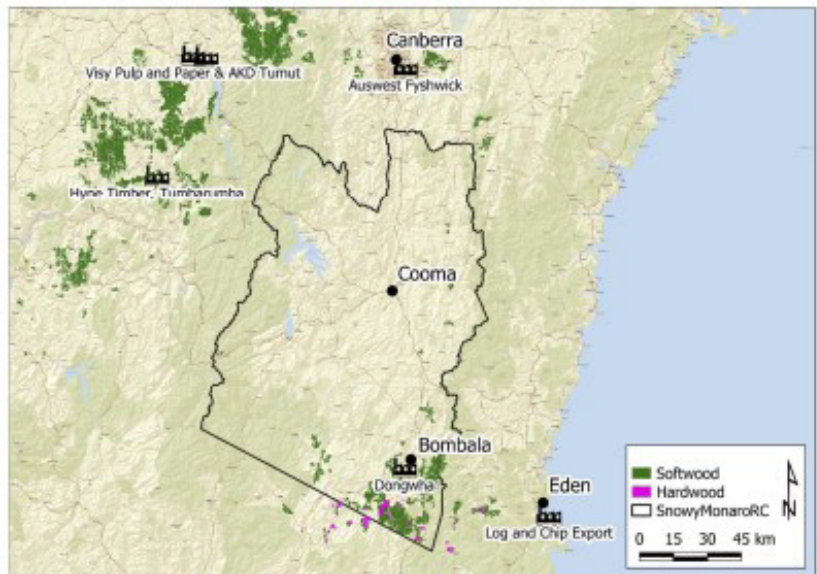 Canberra
Visy Pulp and Paper & AKD Tumut
Auswest Fyshwick
Hyne Timber, Tumbarumba
Cooma
Bombala
Dongwha
Eden
Log and Chip Export
Softwood
Hardwood
SnowyMonaroRC
N
0 15 30 45 km